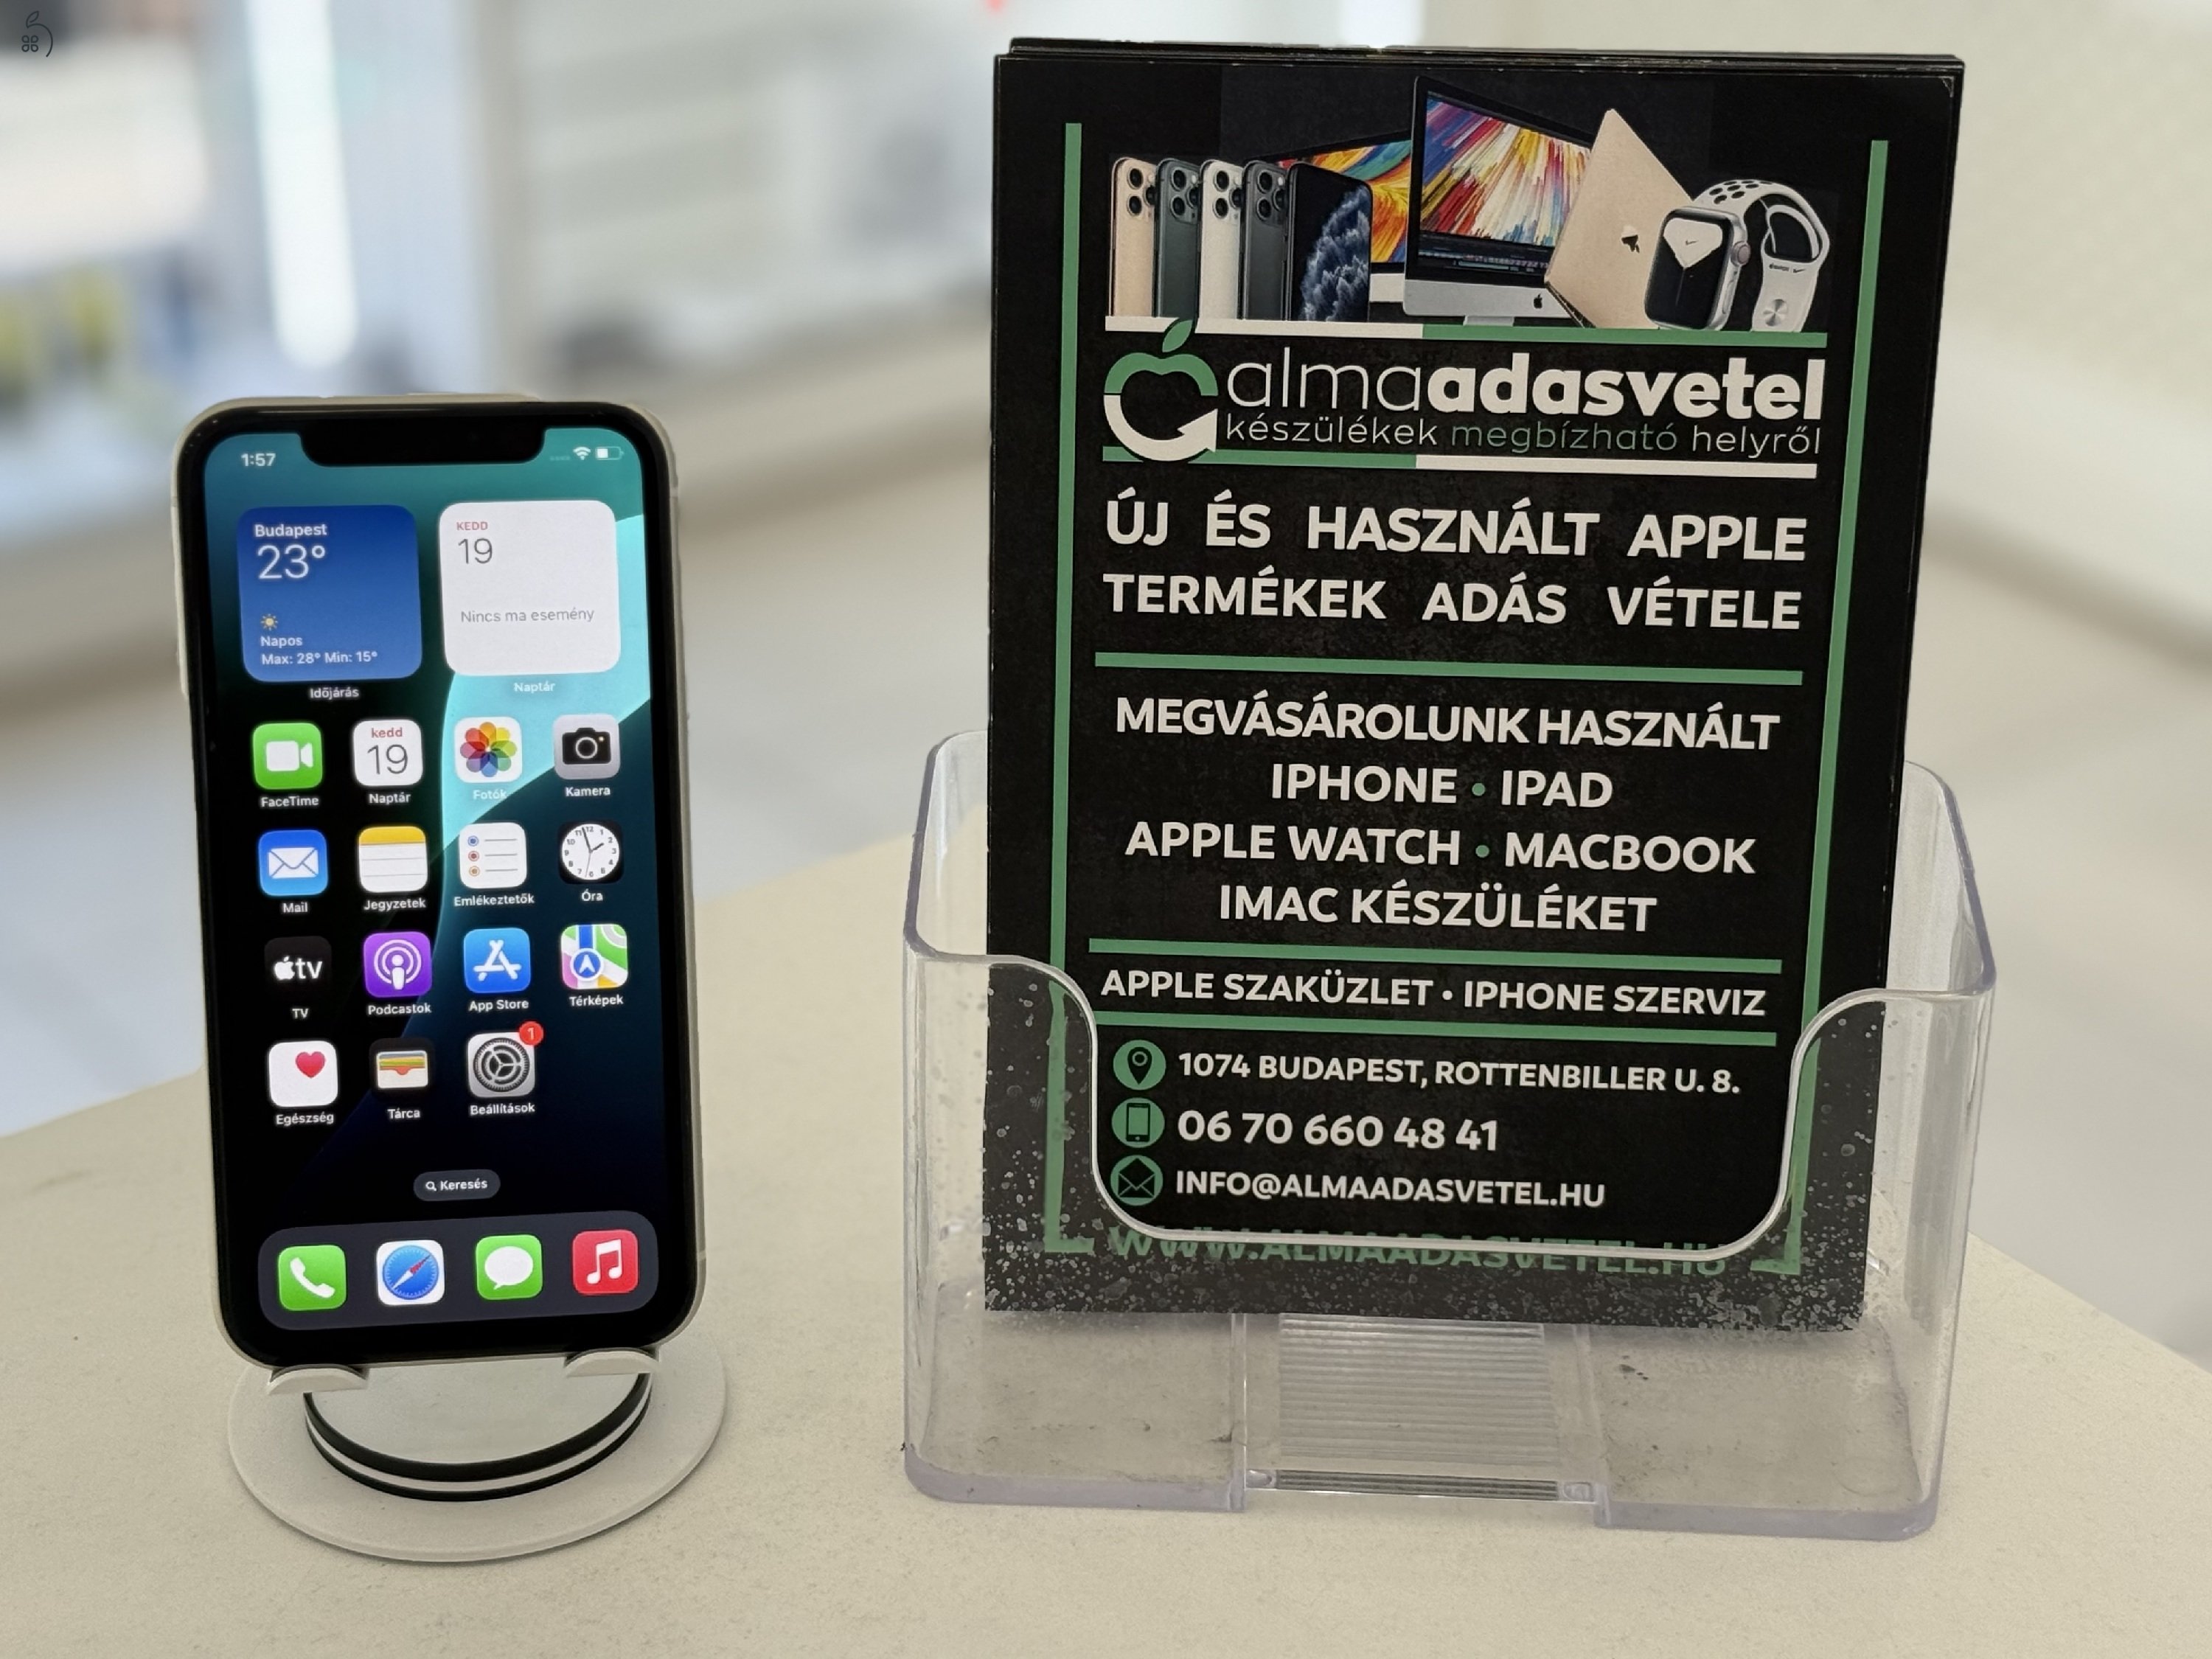 1:57
Budapest
23°
Napos
Max: 28° Min: 15°
Időjárás
KEDD
19
Nincs ma esemény
Naptár
FaceTime
kedd
19
Naptár
Fotók
Kamera
Mail
Jegyzetek
Emlékeztetők
Óra
tv
TV
Podcastok
App Store
Térképek
Egészség
Tárca
1
Beállítások
Keresés
almaadasvetel
készülékek megbízható helyről
ÚJ ÉS HASZNÁLT APPLE
TERMÉKEK ADÁS VÉTELE
MEGVÁSÁROLUNK HASZNÁLT
IPHONE • IPAD
APPLE WATCH • MACBOOK
IMAC KÉSZÜLÉKET
APPLE SZAKÜZLET • IPHONE SZERVIZ
1074 BUDAPEST, ROTTENBILLER U. 8.
06 70 660 48 41
INFO@ALMAADASVETEL.HU
WWW.ALMAADASVETEL.HU